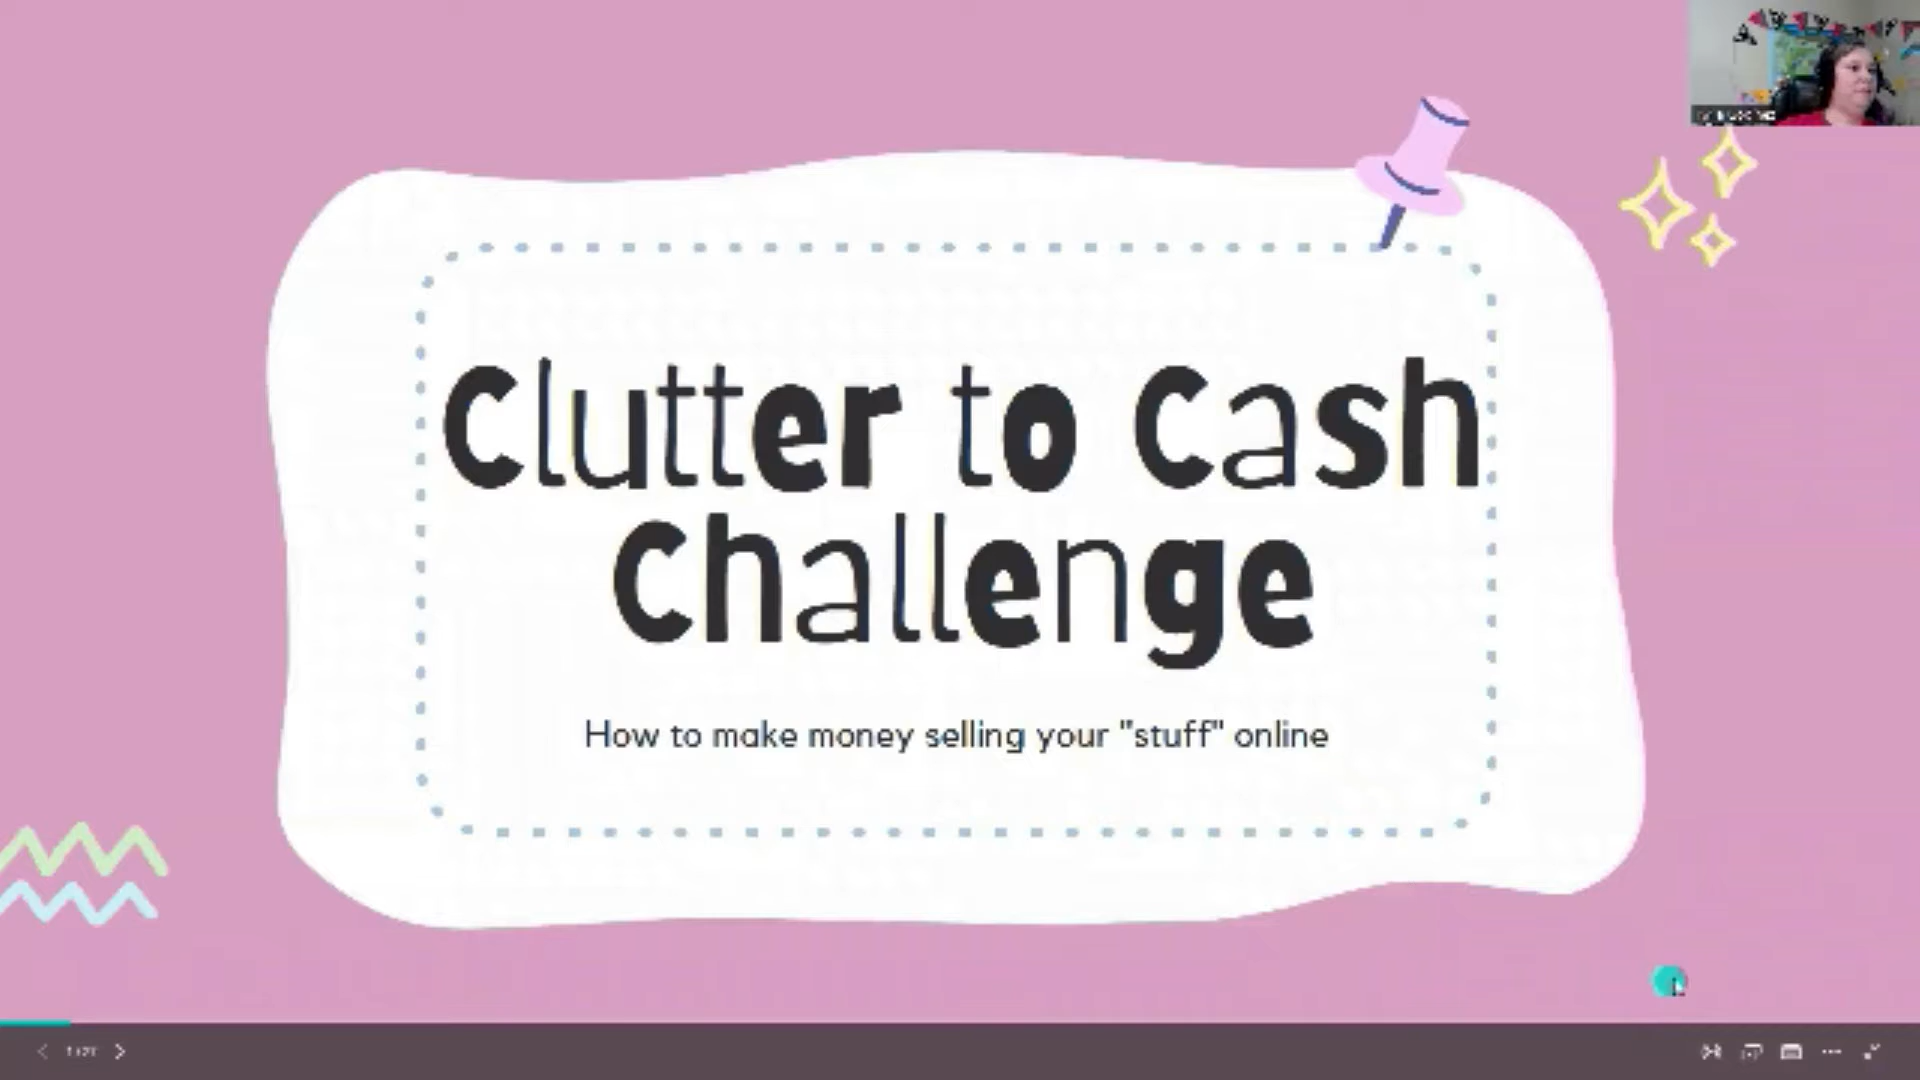 Clutter to Cash
Challenge
How to make money selling your "stuff" online